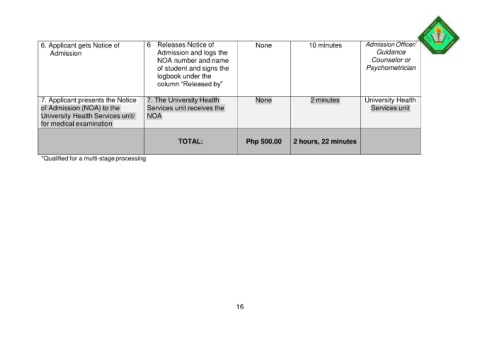 6. Applicant gets Notice of
Admission
6 Releases Notice of
Admission and logs the
NOA number and name
of student and signs the
logbook under the
column "Released by"
None
10 minutes
Admission Officer/
Guidance
Counselor or
Psychometrician
7. Applicant presents the Notice
of Admission (NOA) to the
University Health Services unit/
for medical examination
7. The University Health
Services unit receives the
NOA
None
2 minutes
University Health
Services unit
TOTAL:
Php 500.00
2 hours, 22 minutes
*Qualified for a multi-stage processing
16